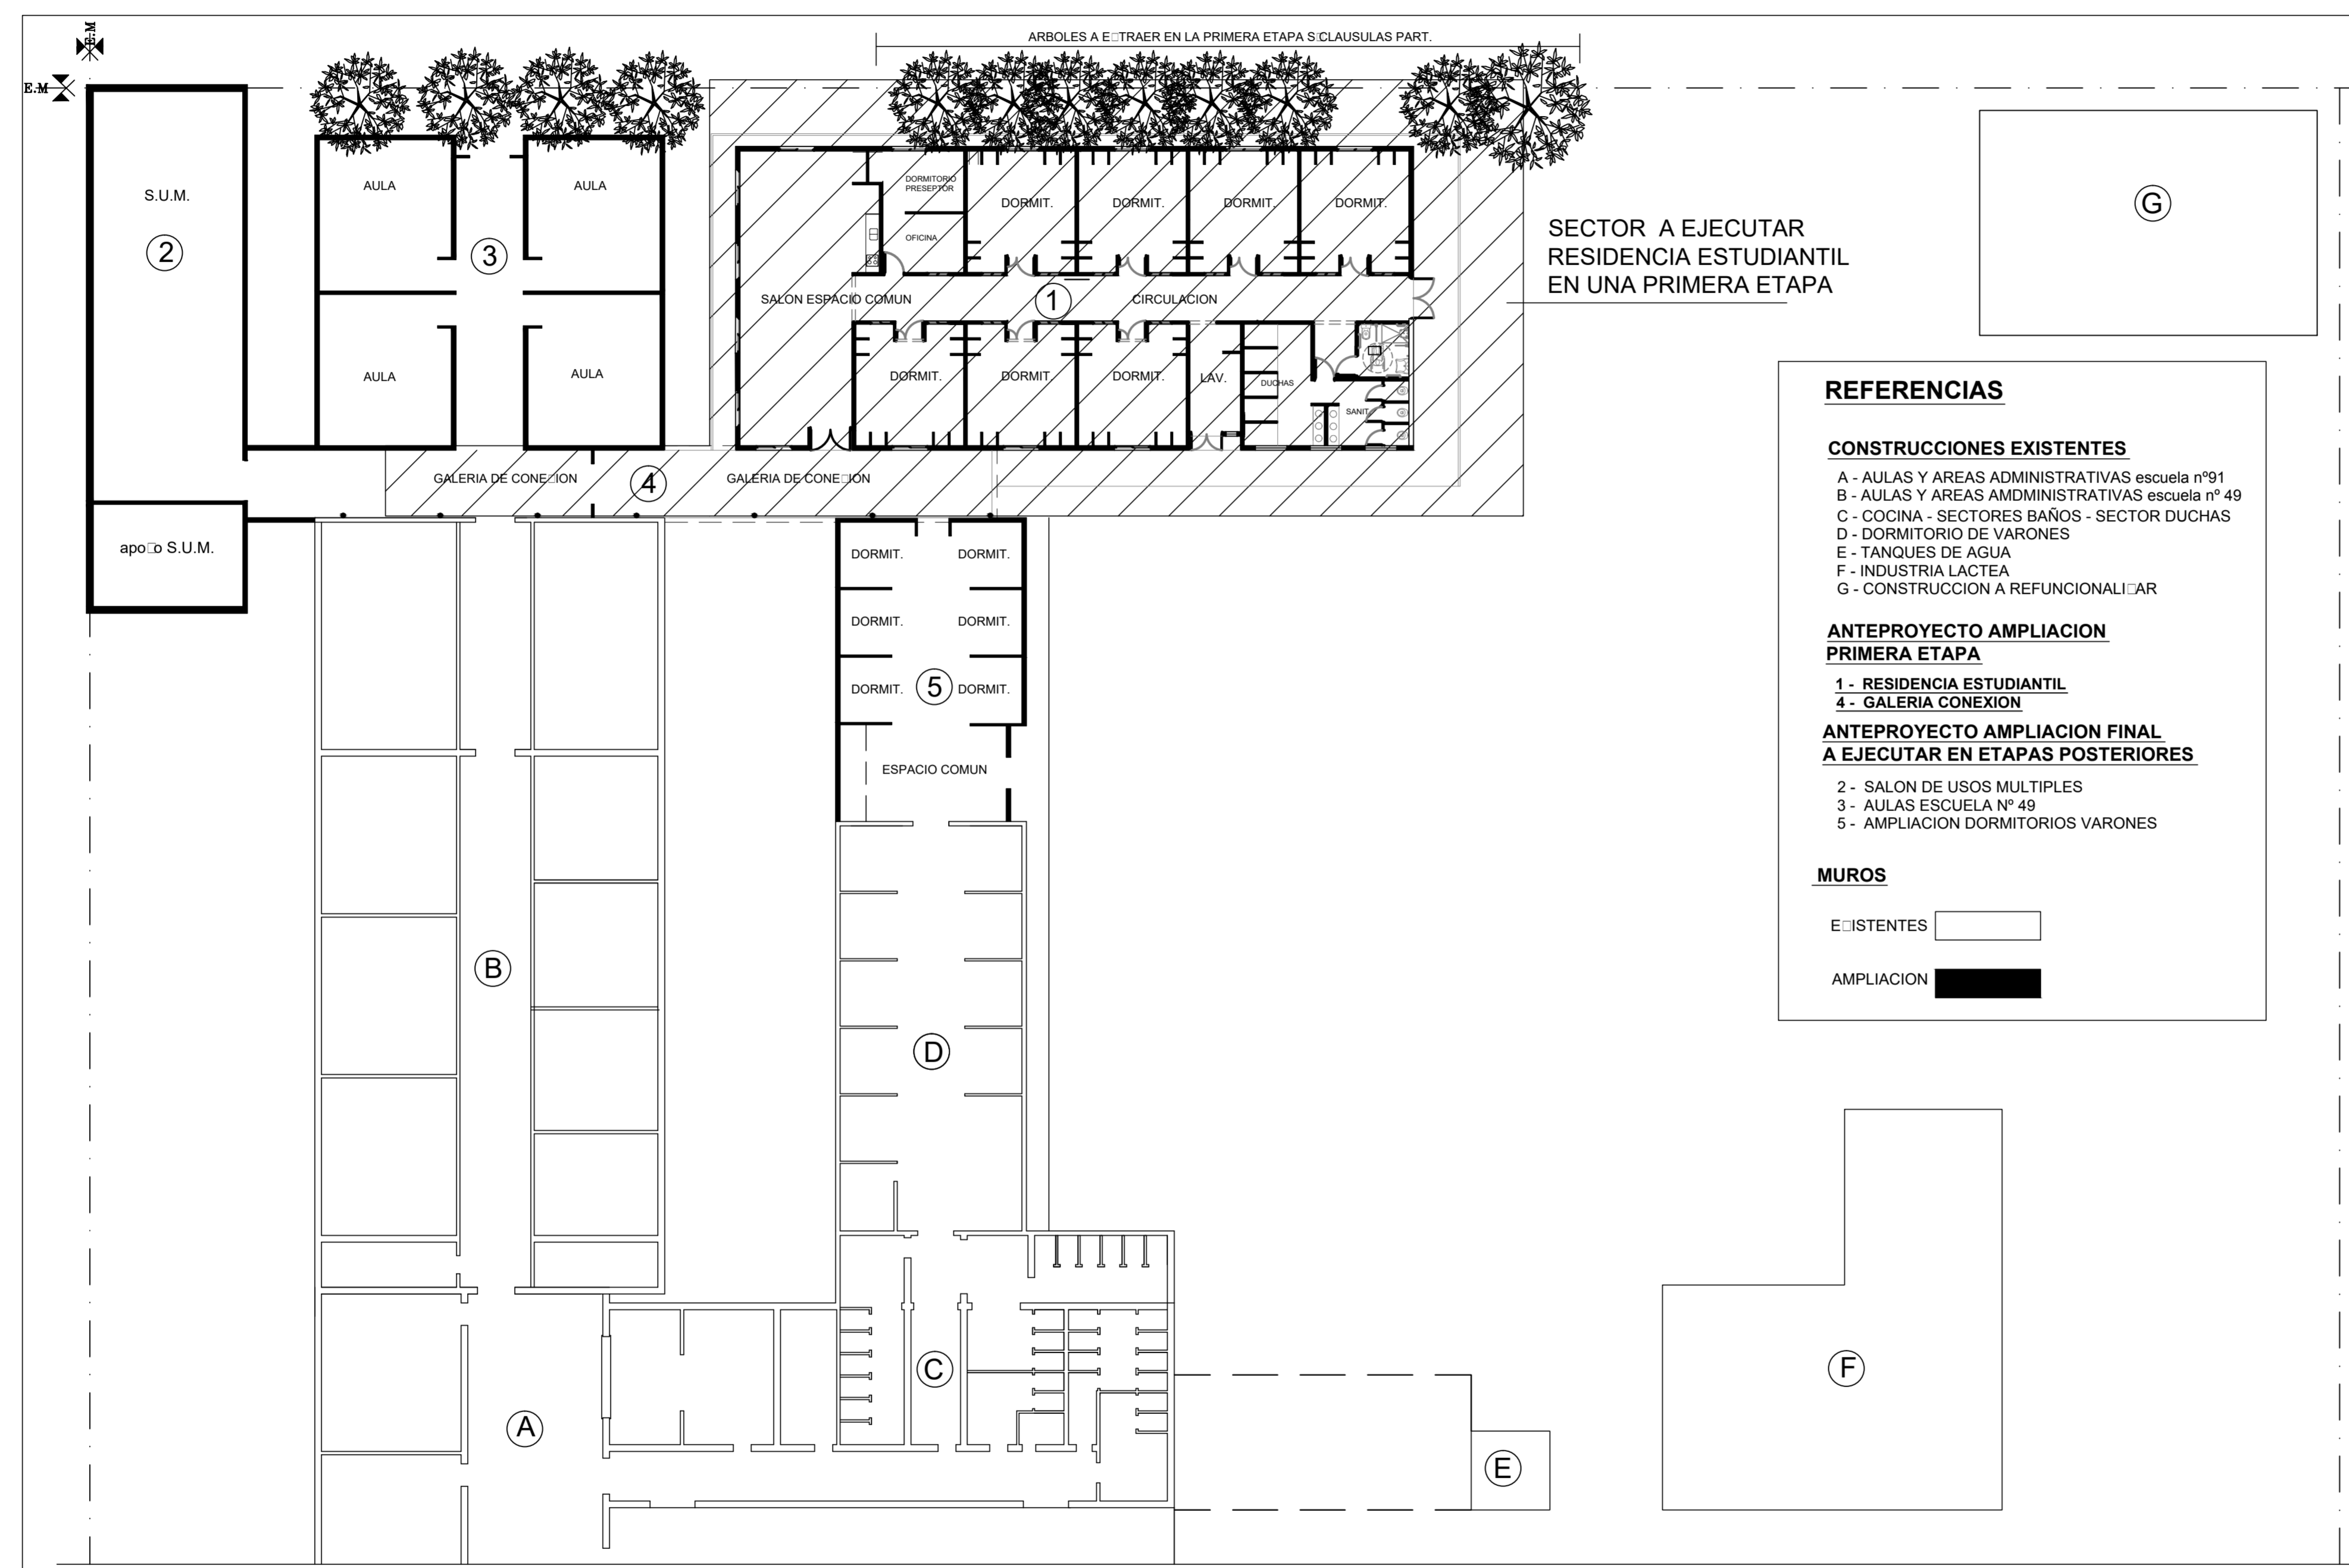 E.M
E.M
ARBOLES A E□TRAER EN LA PRIMERA ETAPA S□CLAUSULAS PART.
S.U.M.
2
AULA
AULA
3
AULA
AULA
DORMITORIO
PRESEPTOR
OFICINA
DORMIT.
DORMIT.
DORMIT.
DORMIT.
SALON ESPACIO COMUN
1
CIRCULACION
DORMIT.
DORMIT.
DORMIT.
LAV.
DUCHAS
SANIT.
SECTOR A EJECUTAR
RESIDENCIA ESTUDIANTIL
EN UNA PRIMERA ETAPA
G
GALERIA DE CONE□ION
4
GALERIA DE CONE□ION
apo□o S.U.M.
DORMIT.
DORMIT.
DORMIT.
DORMIT.
DORMIT.
5
DORMIT.
ESPACIO COMUN
B
D
C
A
E
F
REFERENCIAS
CONSTRUCCIONES EXISTENTES
A - AULAS Y AREAS ADMINISTRATIVAS escuela nº91
B - AULAS Y AREAS AMDMINISTRATIVAS escuela nº 49
C - COCINA - SECTORES BAÑOS - SECTOR DUCHAS
D - DORMITORIO DE VARONES
E - TANQUES DE AGUA
F - INDUSTRIA LACTEA
G - CONSTRUCCION A REFUNCIONALI□AR
ANTEPROYECTO AMPLIACION
PRIMERA ETAPA
1 - RESIDENCIA ESTUDIANTIL
4 - GALERIA CONEXION
ANTEPROYECTO AMPLIACION FINAL
A EJECUTAR EN ETAPAS POSTERIORES
2 - SALON DE USOS MULTIPLES
3 - AULAS ESCUELA Nº 49
5 - AMPLIACION DORMITORIOS VARONES
MUROS
E□ISTENTES
AMPLIACION